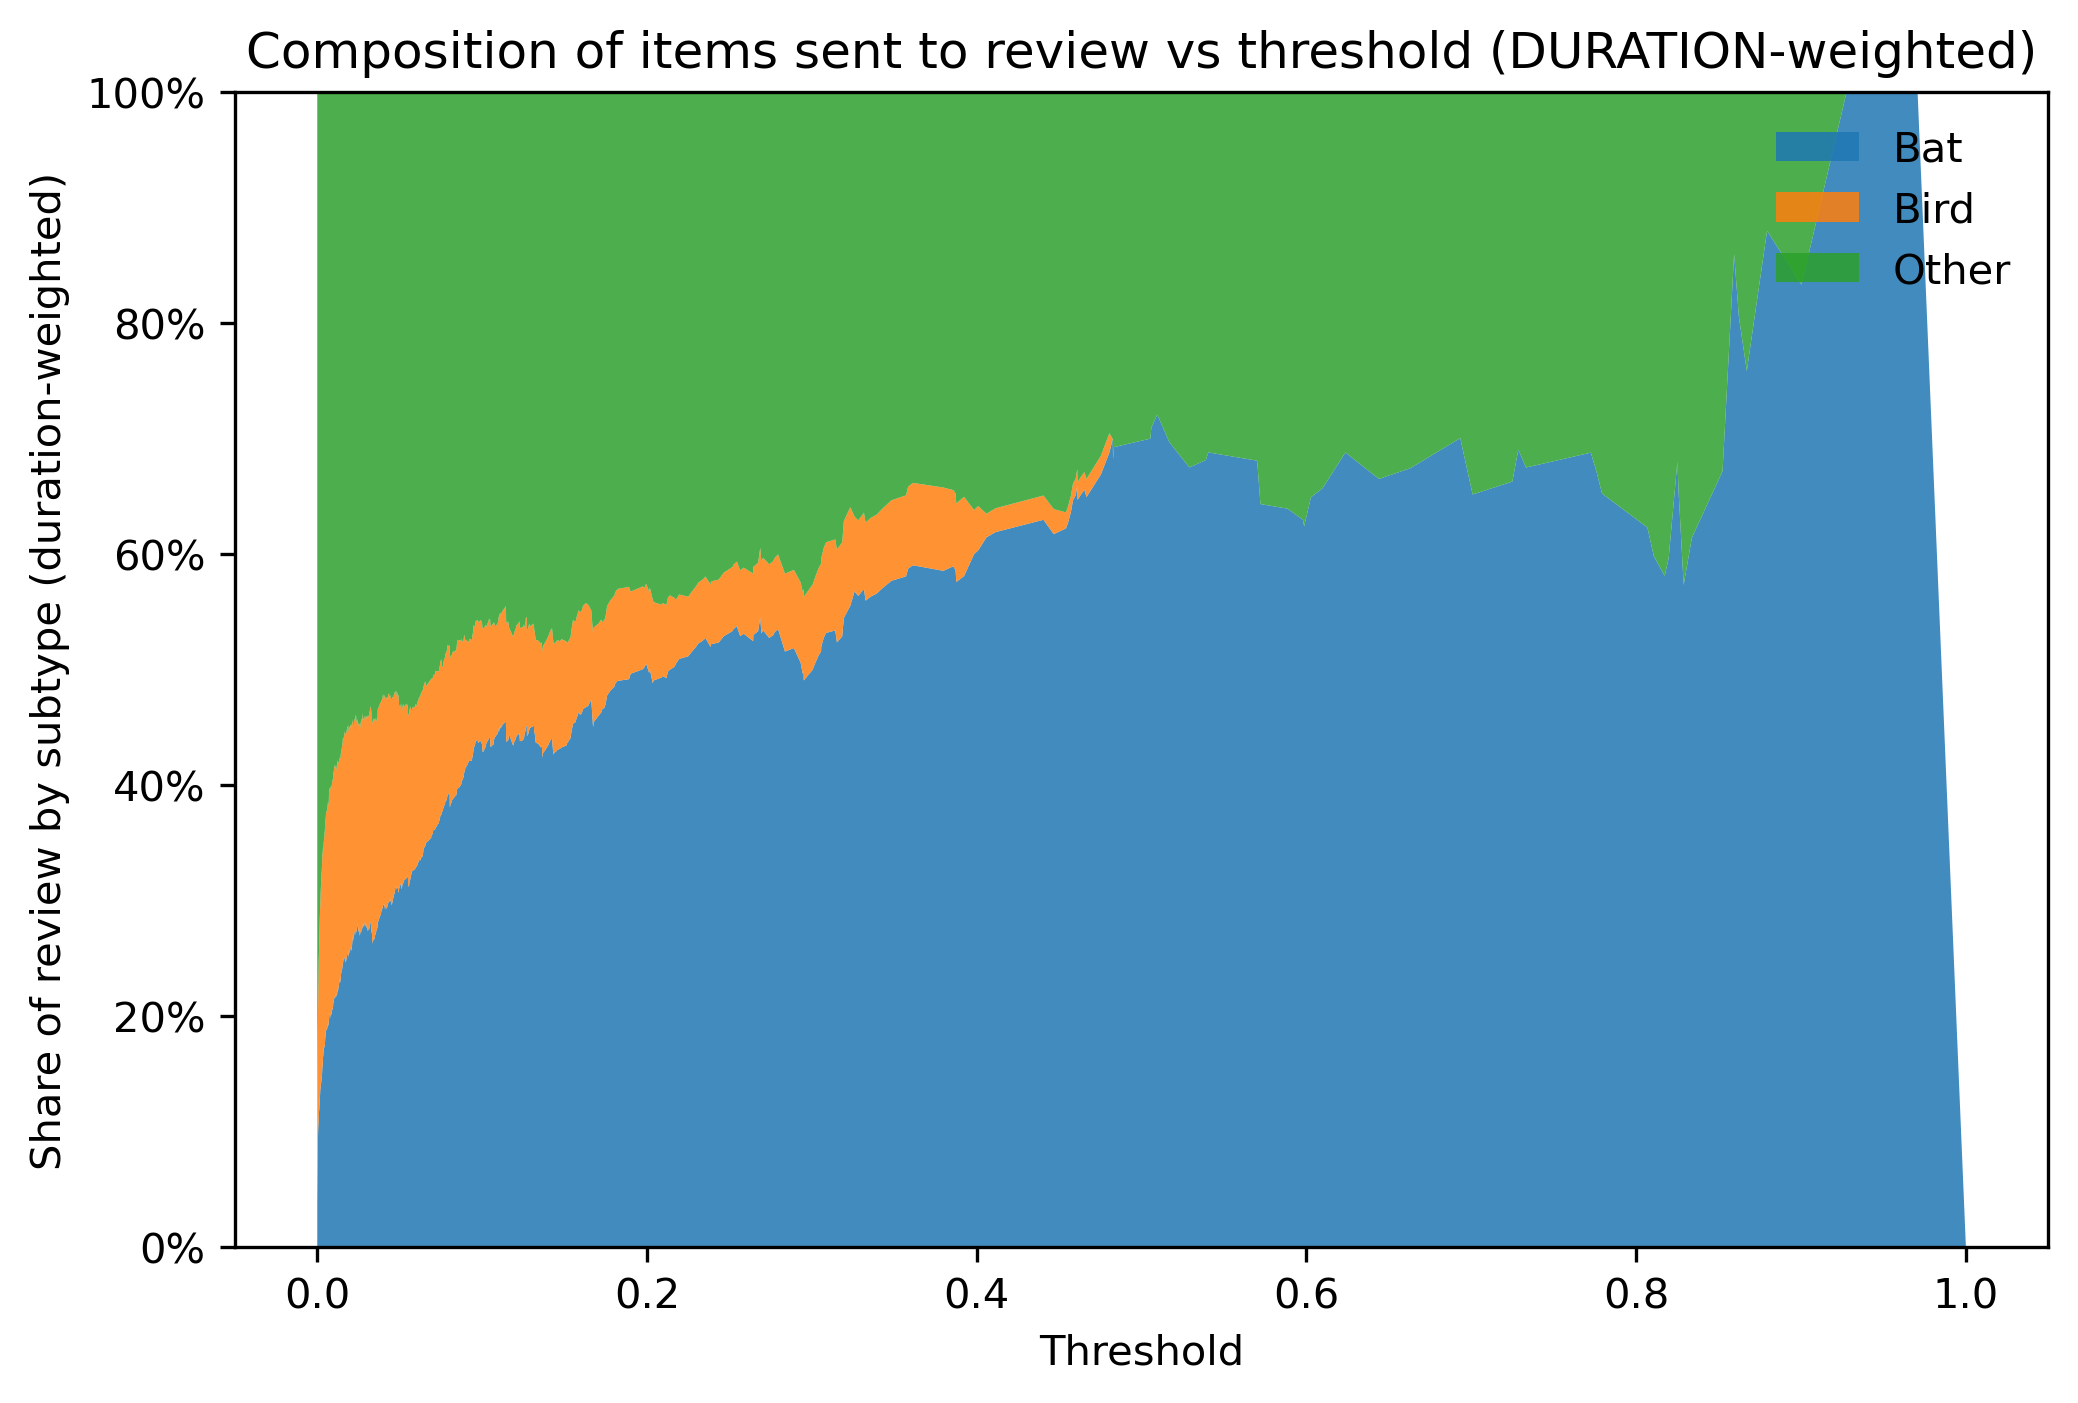 Composition of items sent to review vs threshold (DURATION-weighted)
Share of review by subtype (duration-weighted)
100%
80%
60%
40%
20%
0%
Bat
Bird
Other
0.0 0.2 0.4 0.6 0.8 1.0
Threshold